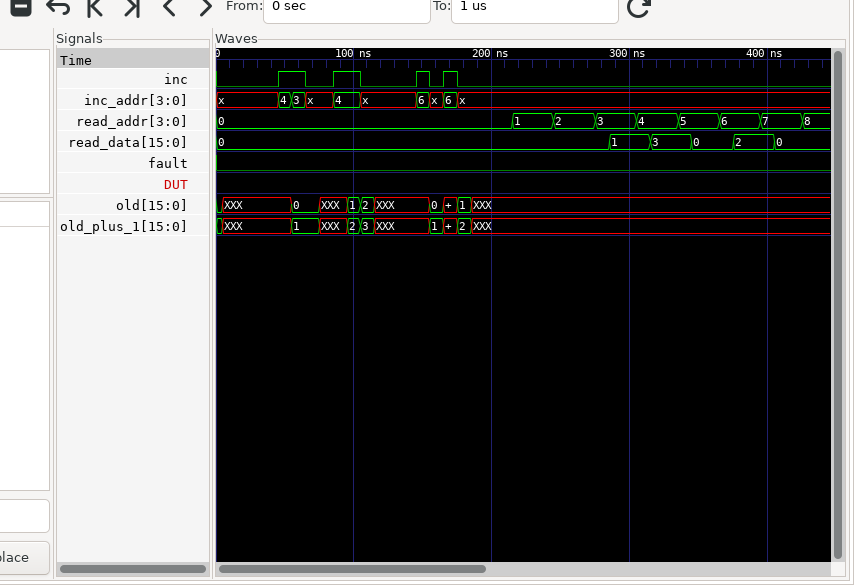 From: 0 sec To: 1 us
Signals Waves
Time 0 100 ns 200 ns 300 ns 400 ns
inc
inc_addr[3:0] x 4 3 x 4 x 6 x 6 x
read_addr[3:0] 0 1 2 3 4 5 6 7 8
read_data[15:0] 0 1 3 0 2 0
fault
DUT
old[15:0] XXX 0 XXX 1 2 XXX 0 + 1 XXX
old_plus_1[15:0] XXX 1 XXX 2 3 XXX 1 + 2 XXX
lace